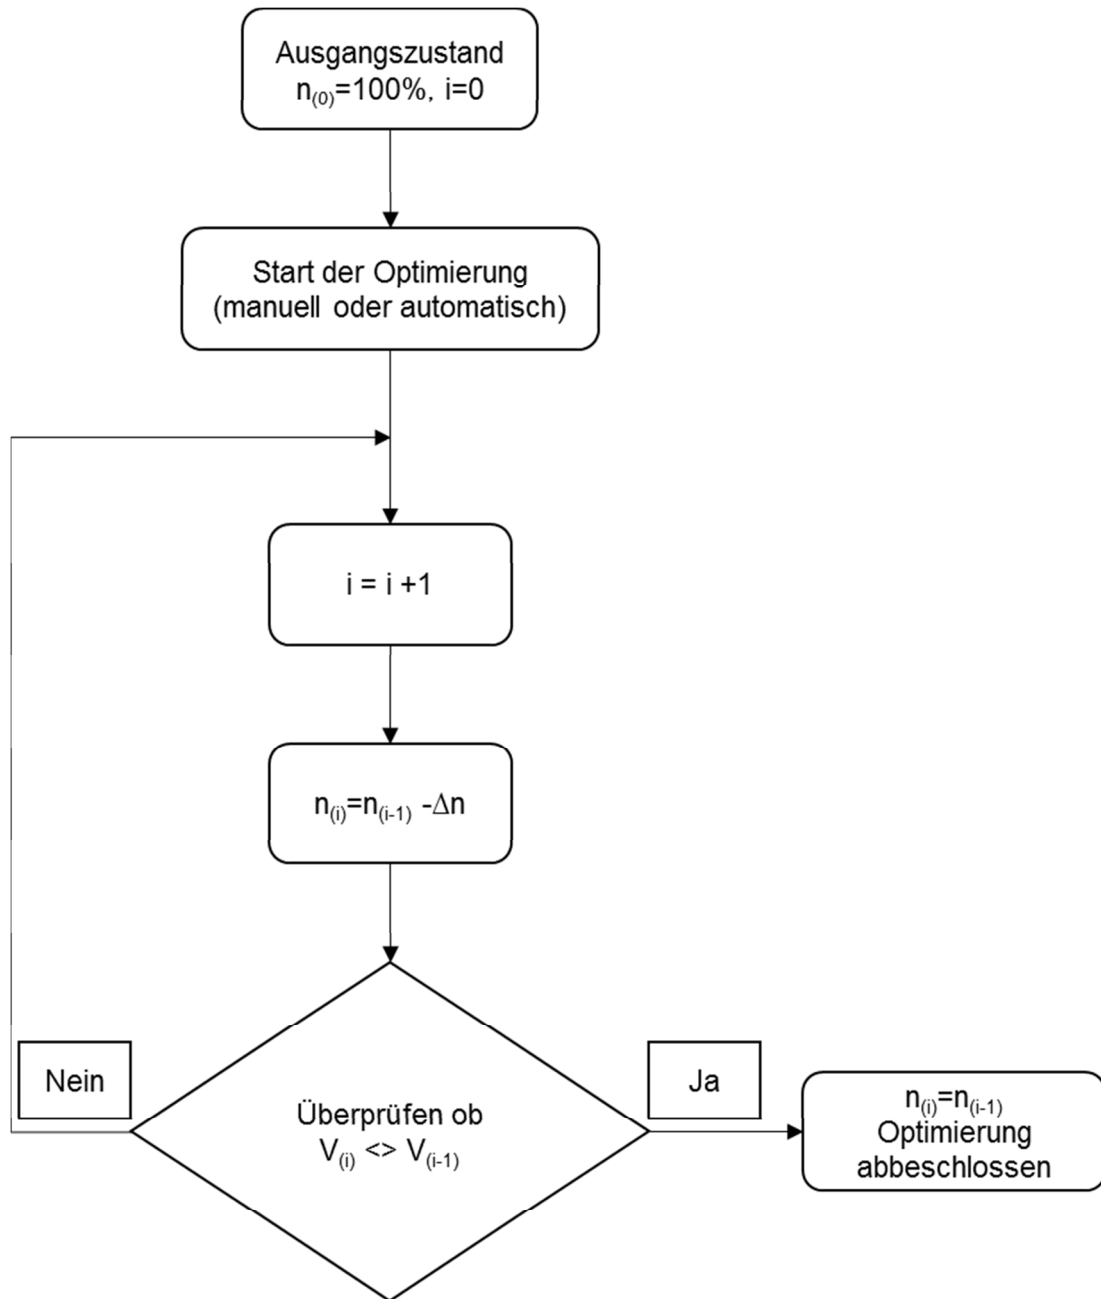 Ausgangszustand
n₍₀₎=100%, i=0
Start der Optimierung
(manuell oder automatisch)
i = i +1
n₍ᵢ₎=n₍ᵢ₋₁₎ -Δn
Nein
Überprüfen ob
V₍ᵢ₎ <> V₍ᵢ₋₁₎
Ja
n₍ᵢ₎=n₍ᵢ₋₁₎
Optimierung
abbeschlossen